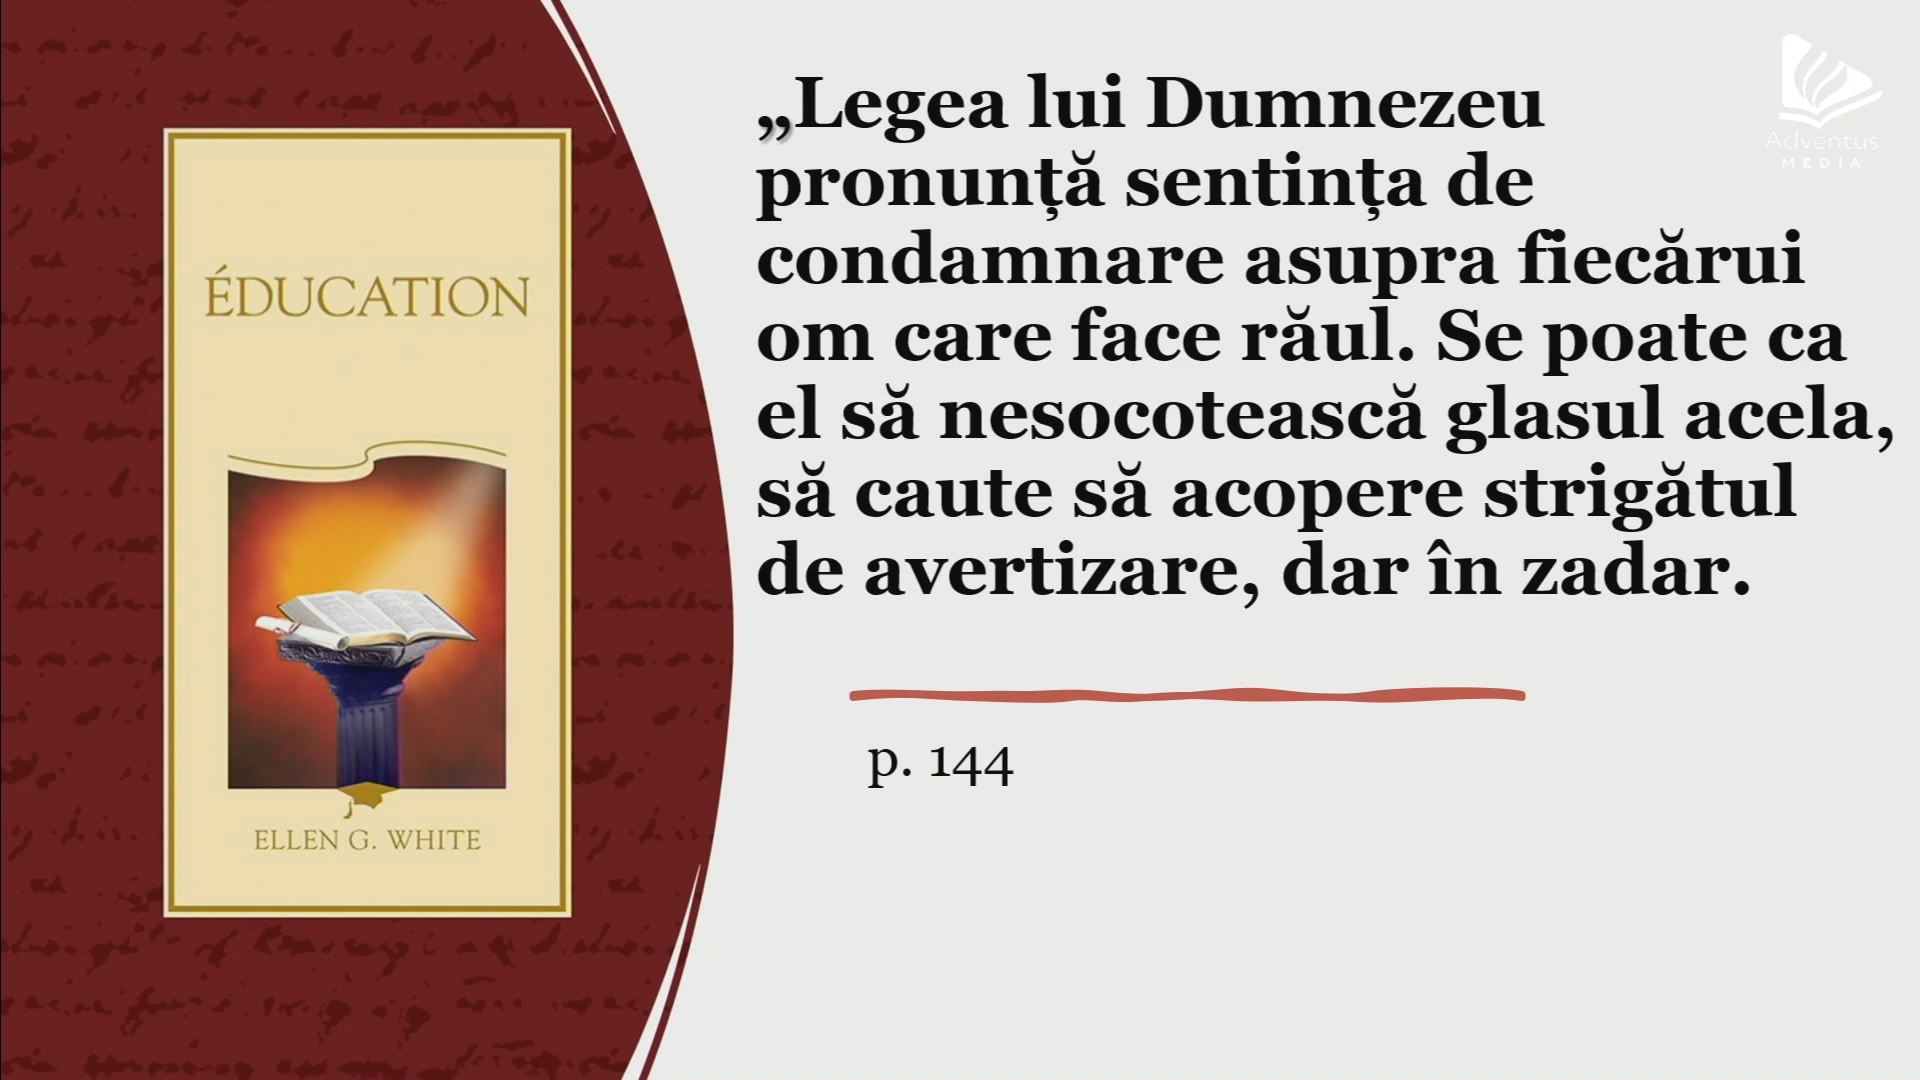 ÉDUCATION
ELLEN G. WHITE
„Legea lui Dumnezeu
pronunță sentința de
condamnare asupra fiecărui
om care face răul. Se poate ca
el să nesocotească glasul acela,
să caute să acopere strigătul
de avertizare, dar în zadar.
p. 144
Adventus
MEDIA